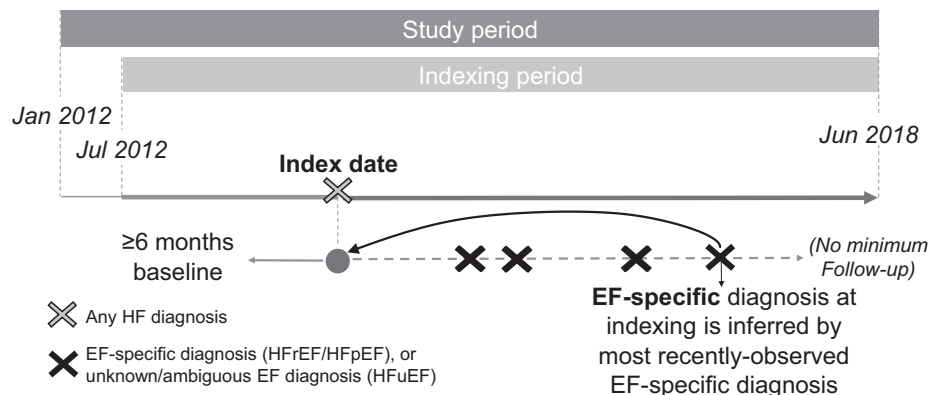 Study period
Indexing period
Jan 2012
Jul 2012
Jun 2018
Index date
≥6 months
baseline
(No minimum
Follow-up)
EF-specific diagnosis at
indexing is inferred by
most recently-observed
EF-specific diagnosis
Any HF diagnosis
EF-specific diagnosis (HFrEF/HFpEF), or
unknown/ambiguous EF diagnosis (HFuEF)